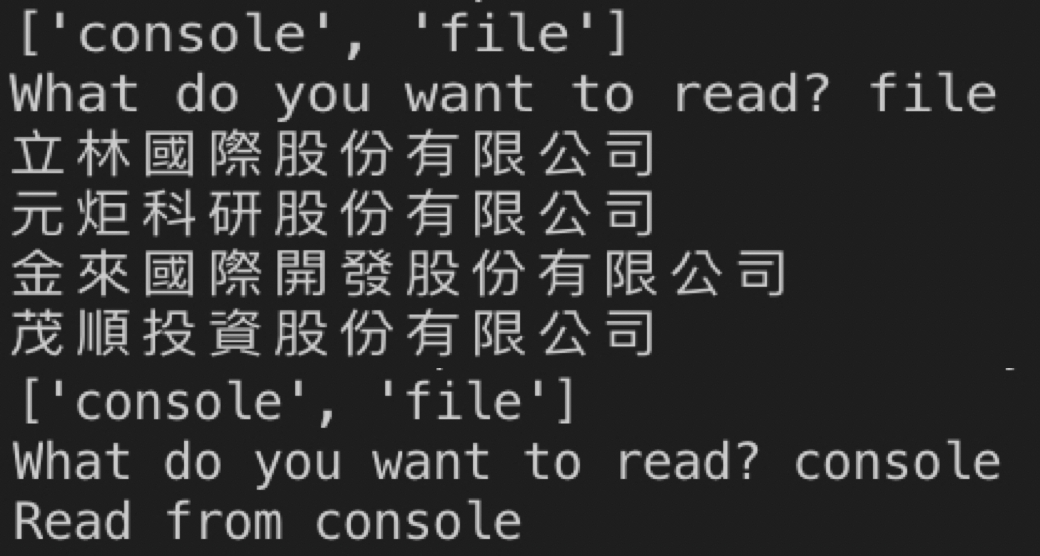 ['console', 'file']
What do you want to read? file
立林國際股份有限公司
元炬科研股份有限公司
金來國際開發股份有限公司
茂順投資股份有限公司
['console', 'file']
What do you want to read? console
Read from console